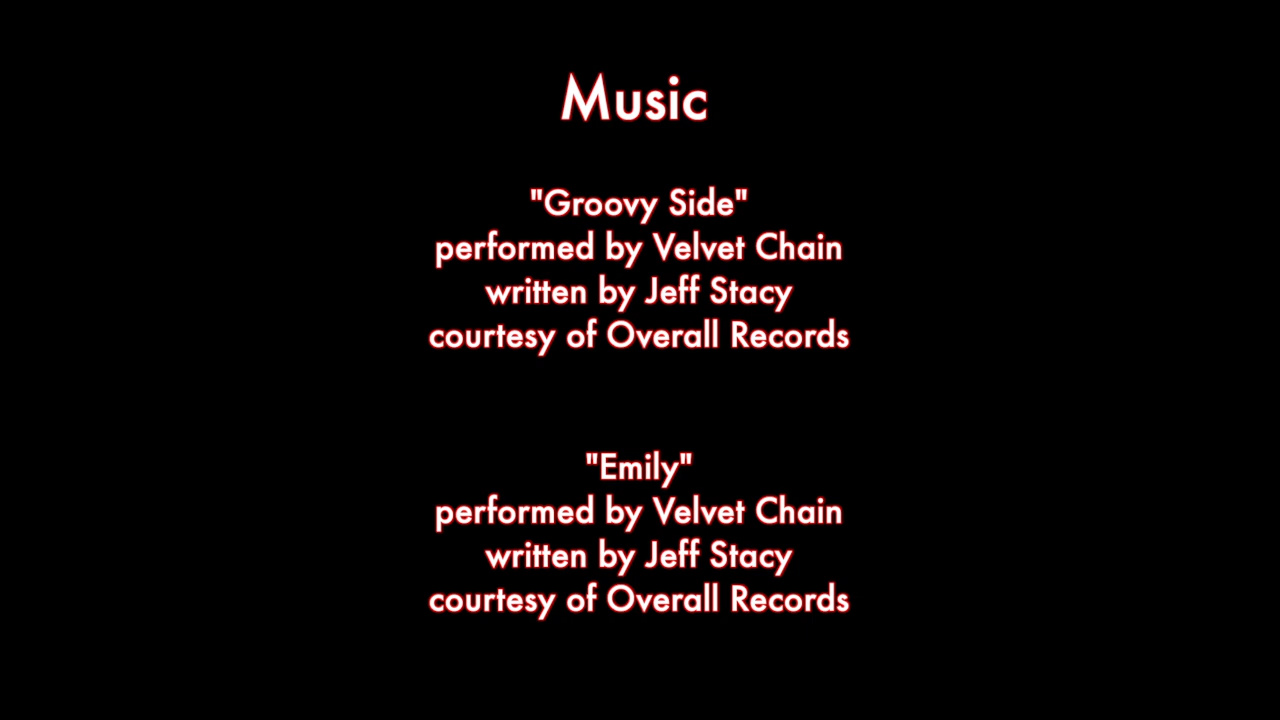 Music
"Groovy Side"
performed by Velvet Chain
written by Jeff Stacy
courtesy of Overall Records
"Emily"
performed by Velvet Chain
written by Jeff Stacy
courtesy of Overall Records